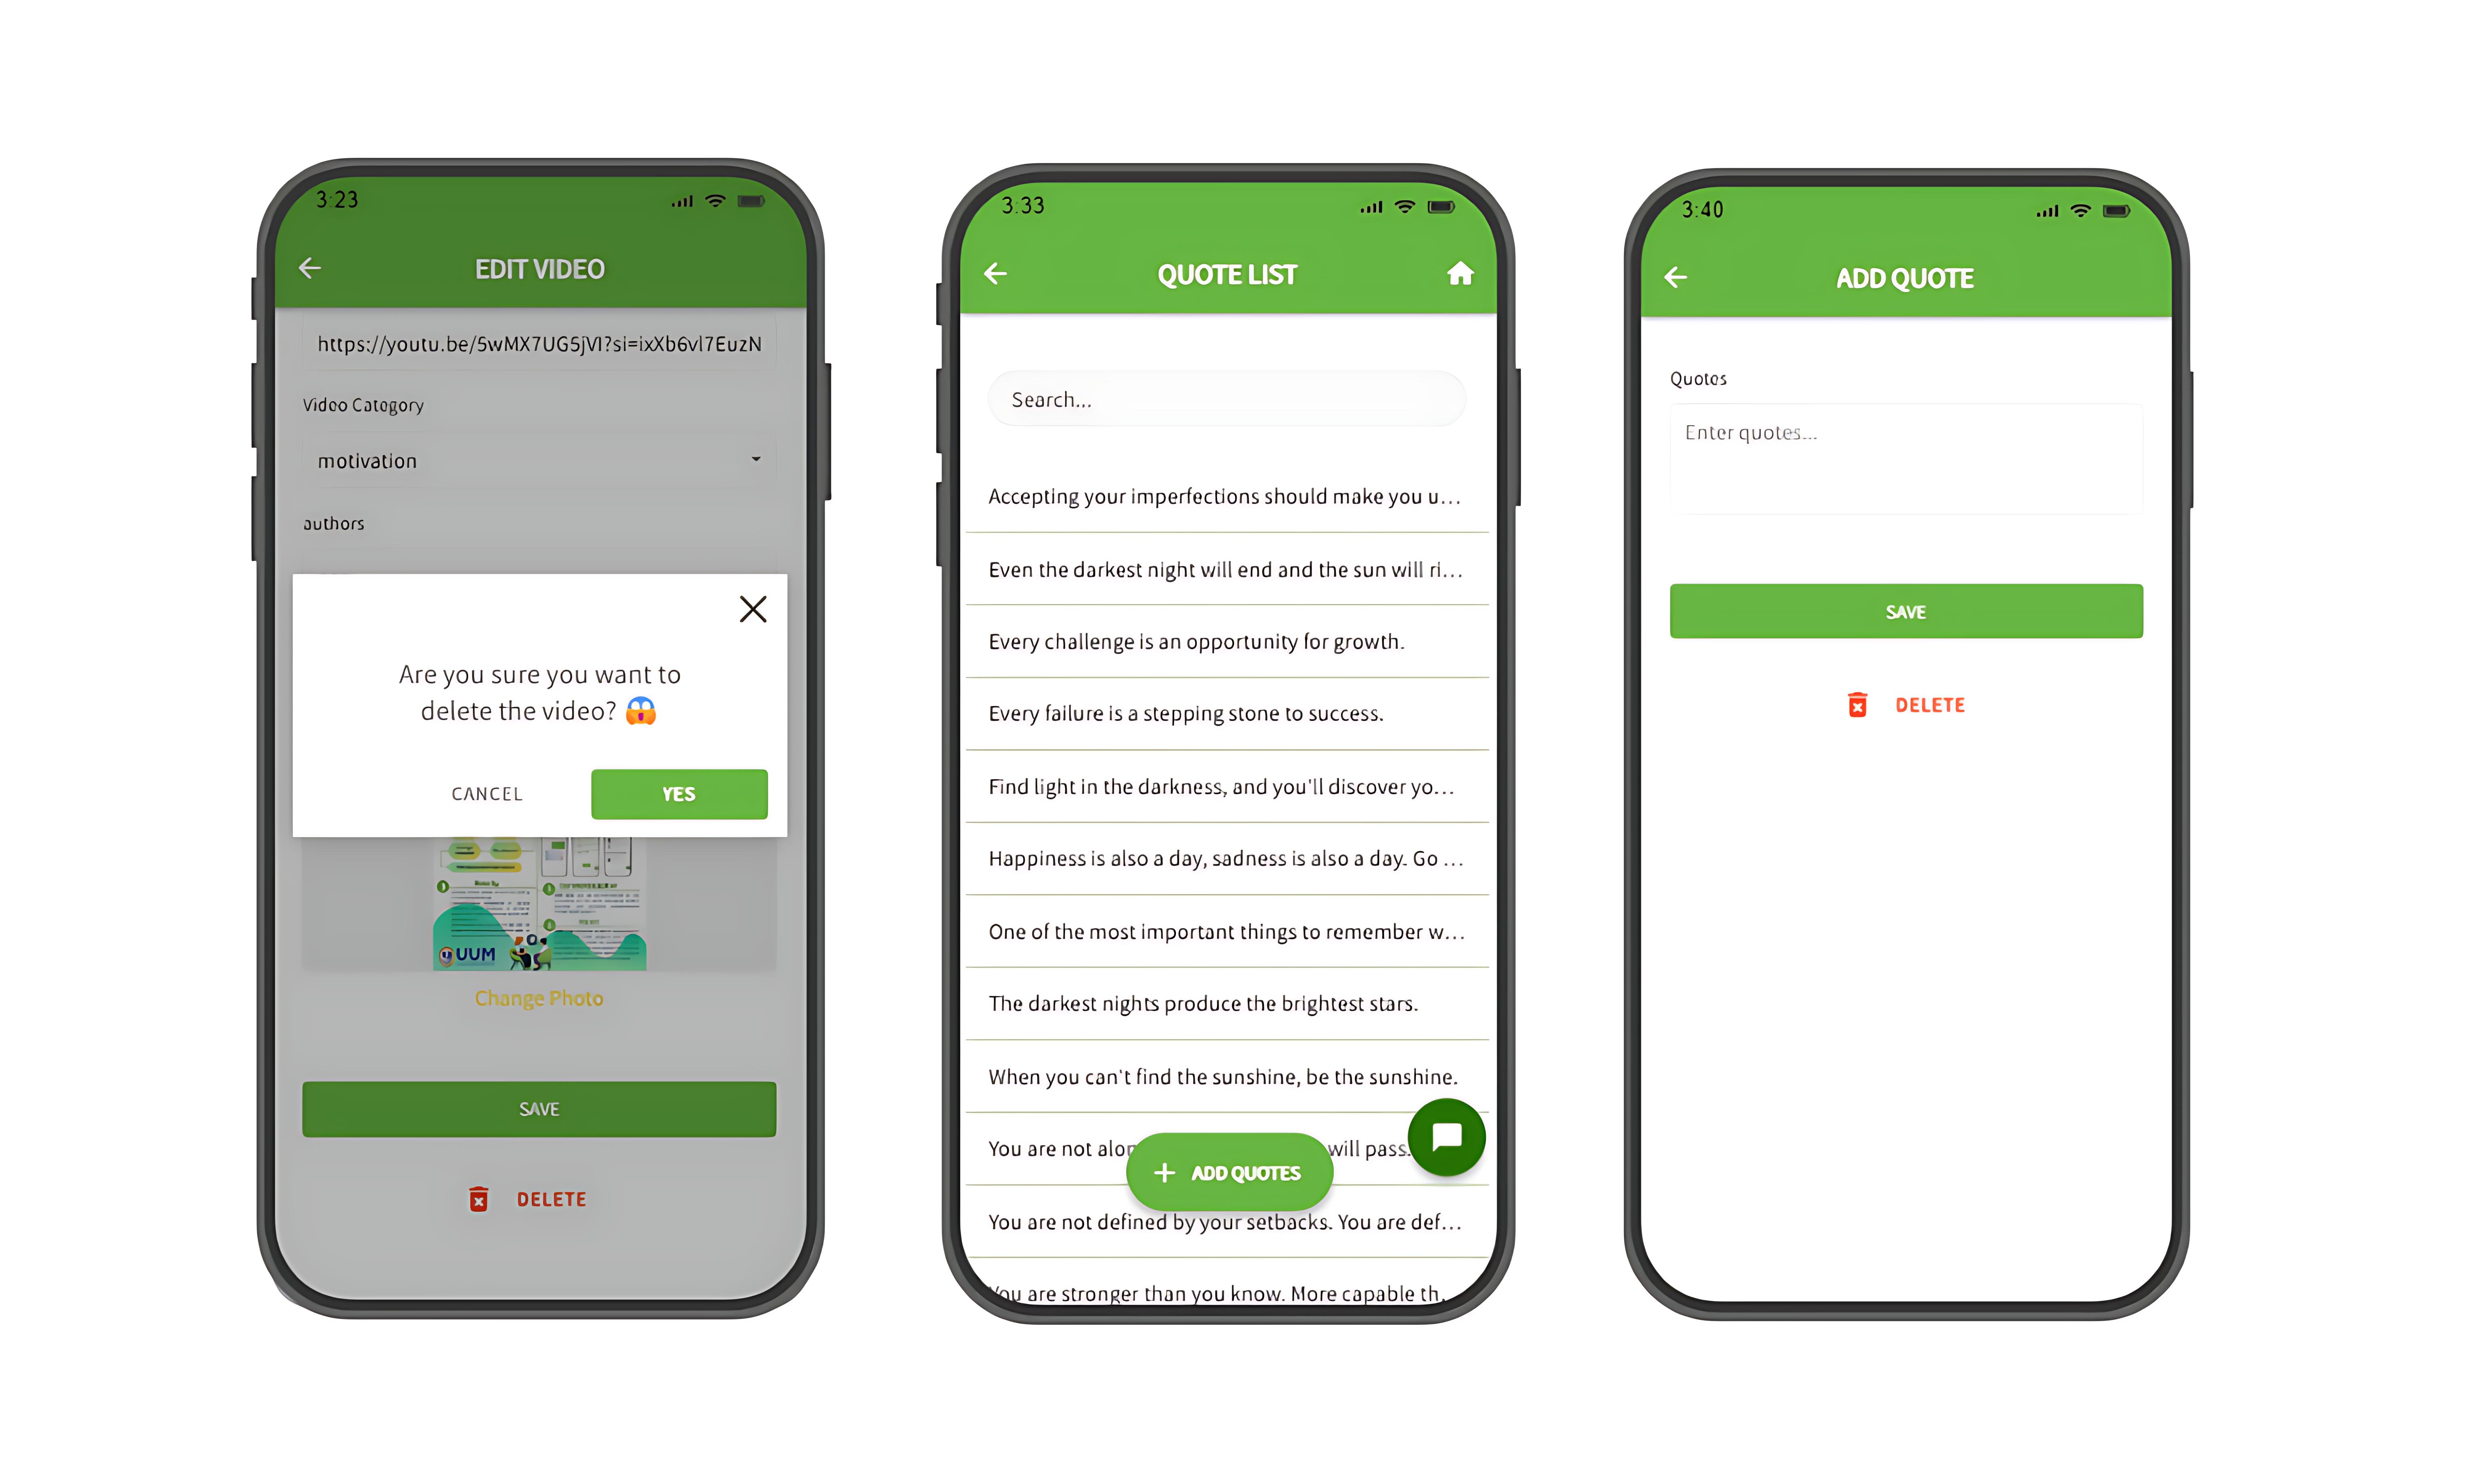 3:23
EDIT VIDEO
https://youtu.be/5wMX7UG5jVI?si=ixXb6vl7EuzN
Video Category
motivation
authors
Are you sure you want to
delete the video? 😱
CANCEL
YES
UUM
Change Photo
SAVE
DELETE
3:33
QUOTE LIST
Search...
Accepting your imperfections should make you u...
Even the darkest night will end and the sun will ri...
Every challenge is an opportunity for growth.
Every failure is a stepping stone to success.
Find light in the darkness, and you'll discover yo...
Happiness is also a day, sadness is also a day. Go ...
One of the most important things to remember w...
The darkest nights produce the brightest stars.
When you can't find the sunshine, be the sunshine.
You are not will pass.
+ ADD QUOTES
You are not defined by your setbacks. You are def...
You are stronger than you know. More capable th...
3:40
ADD QUOTE
Quotes
Enter quotes...
SAVE
DELETE